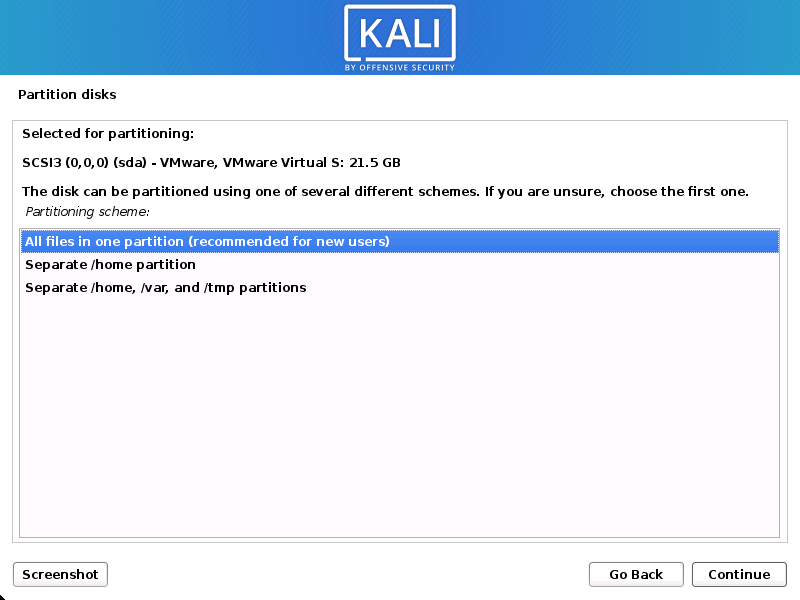 KALI
BY OFFENSIVE SECURITY
Partition disks
Selected for partitioning:
SCSI3 (0,0,0) (sda) - VMware, VMware Virtual S: 21.5 GB
The disk can be partitioned using one of several different schemes. If you are unsure, choose the first one.
Partitioning scheme:
All files in one partition (recommended for new users)
Separate /home partition
Separate /home, /var, and /tmp partitions
Screenshot
Go Back
Continue